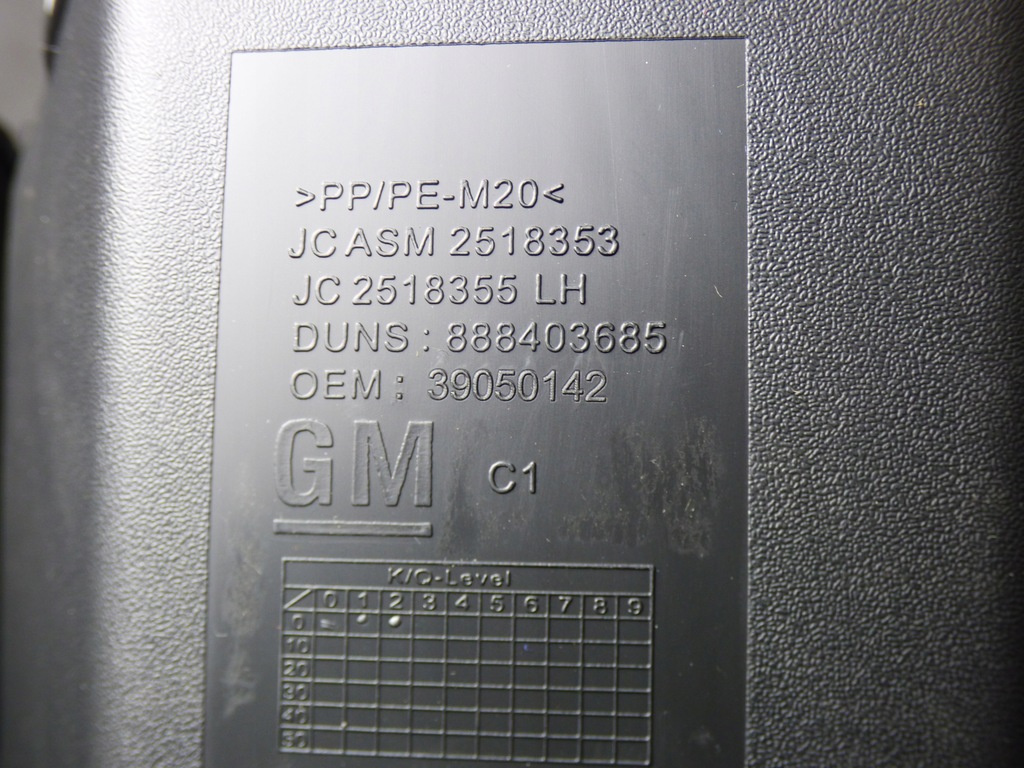 >PP/PE-M20<
JC ASM 2518353
JC 2518355 LH
DUNS : 888403685
OEM : 39050142
GM C1
K/Q-Level
0 1 2 3 4 5 6 7 8 9
0
10
20
30
40